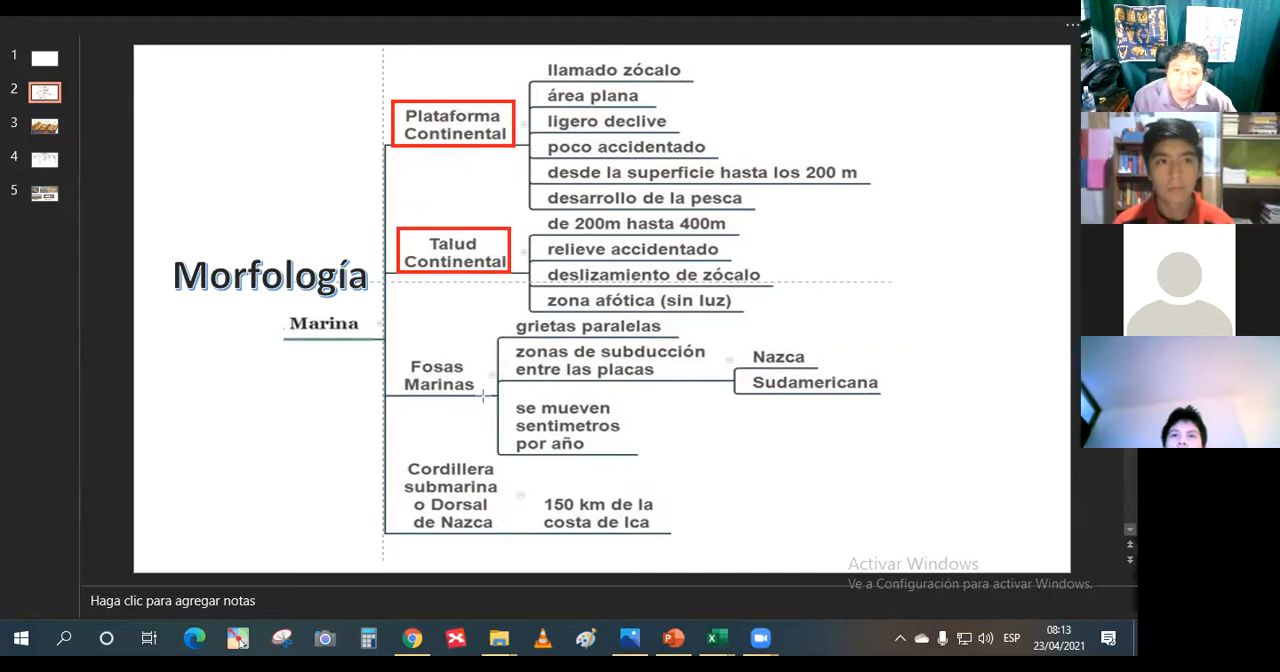 1
2
3
4
5
Morfología
Marina
Plataforma
Continental
llamado zócalo
área plana
ligero declive
poco accidentado
desde la superficie hasta los 200 m
desarrollo de la pesca
Talud
Continental
de 200m hasta 400m
relieve accidentado
deslizamiento de zócalo
zona afótica (sin luz)
Fosas
Marinas
grietas paralelas
zonas de subducción
entre las placas
Nazca
Sudamericana
se mueven
sentimetros
por año
Cordillera
submarina
o Dorsal
de Nazca
150 km de la
costa de Ica
Activar Windows
Ve a Configuración para activar Windows.
Haga clic para agregar notas
ESP
08:13
23/04/2021